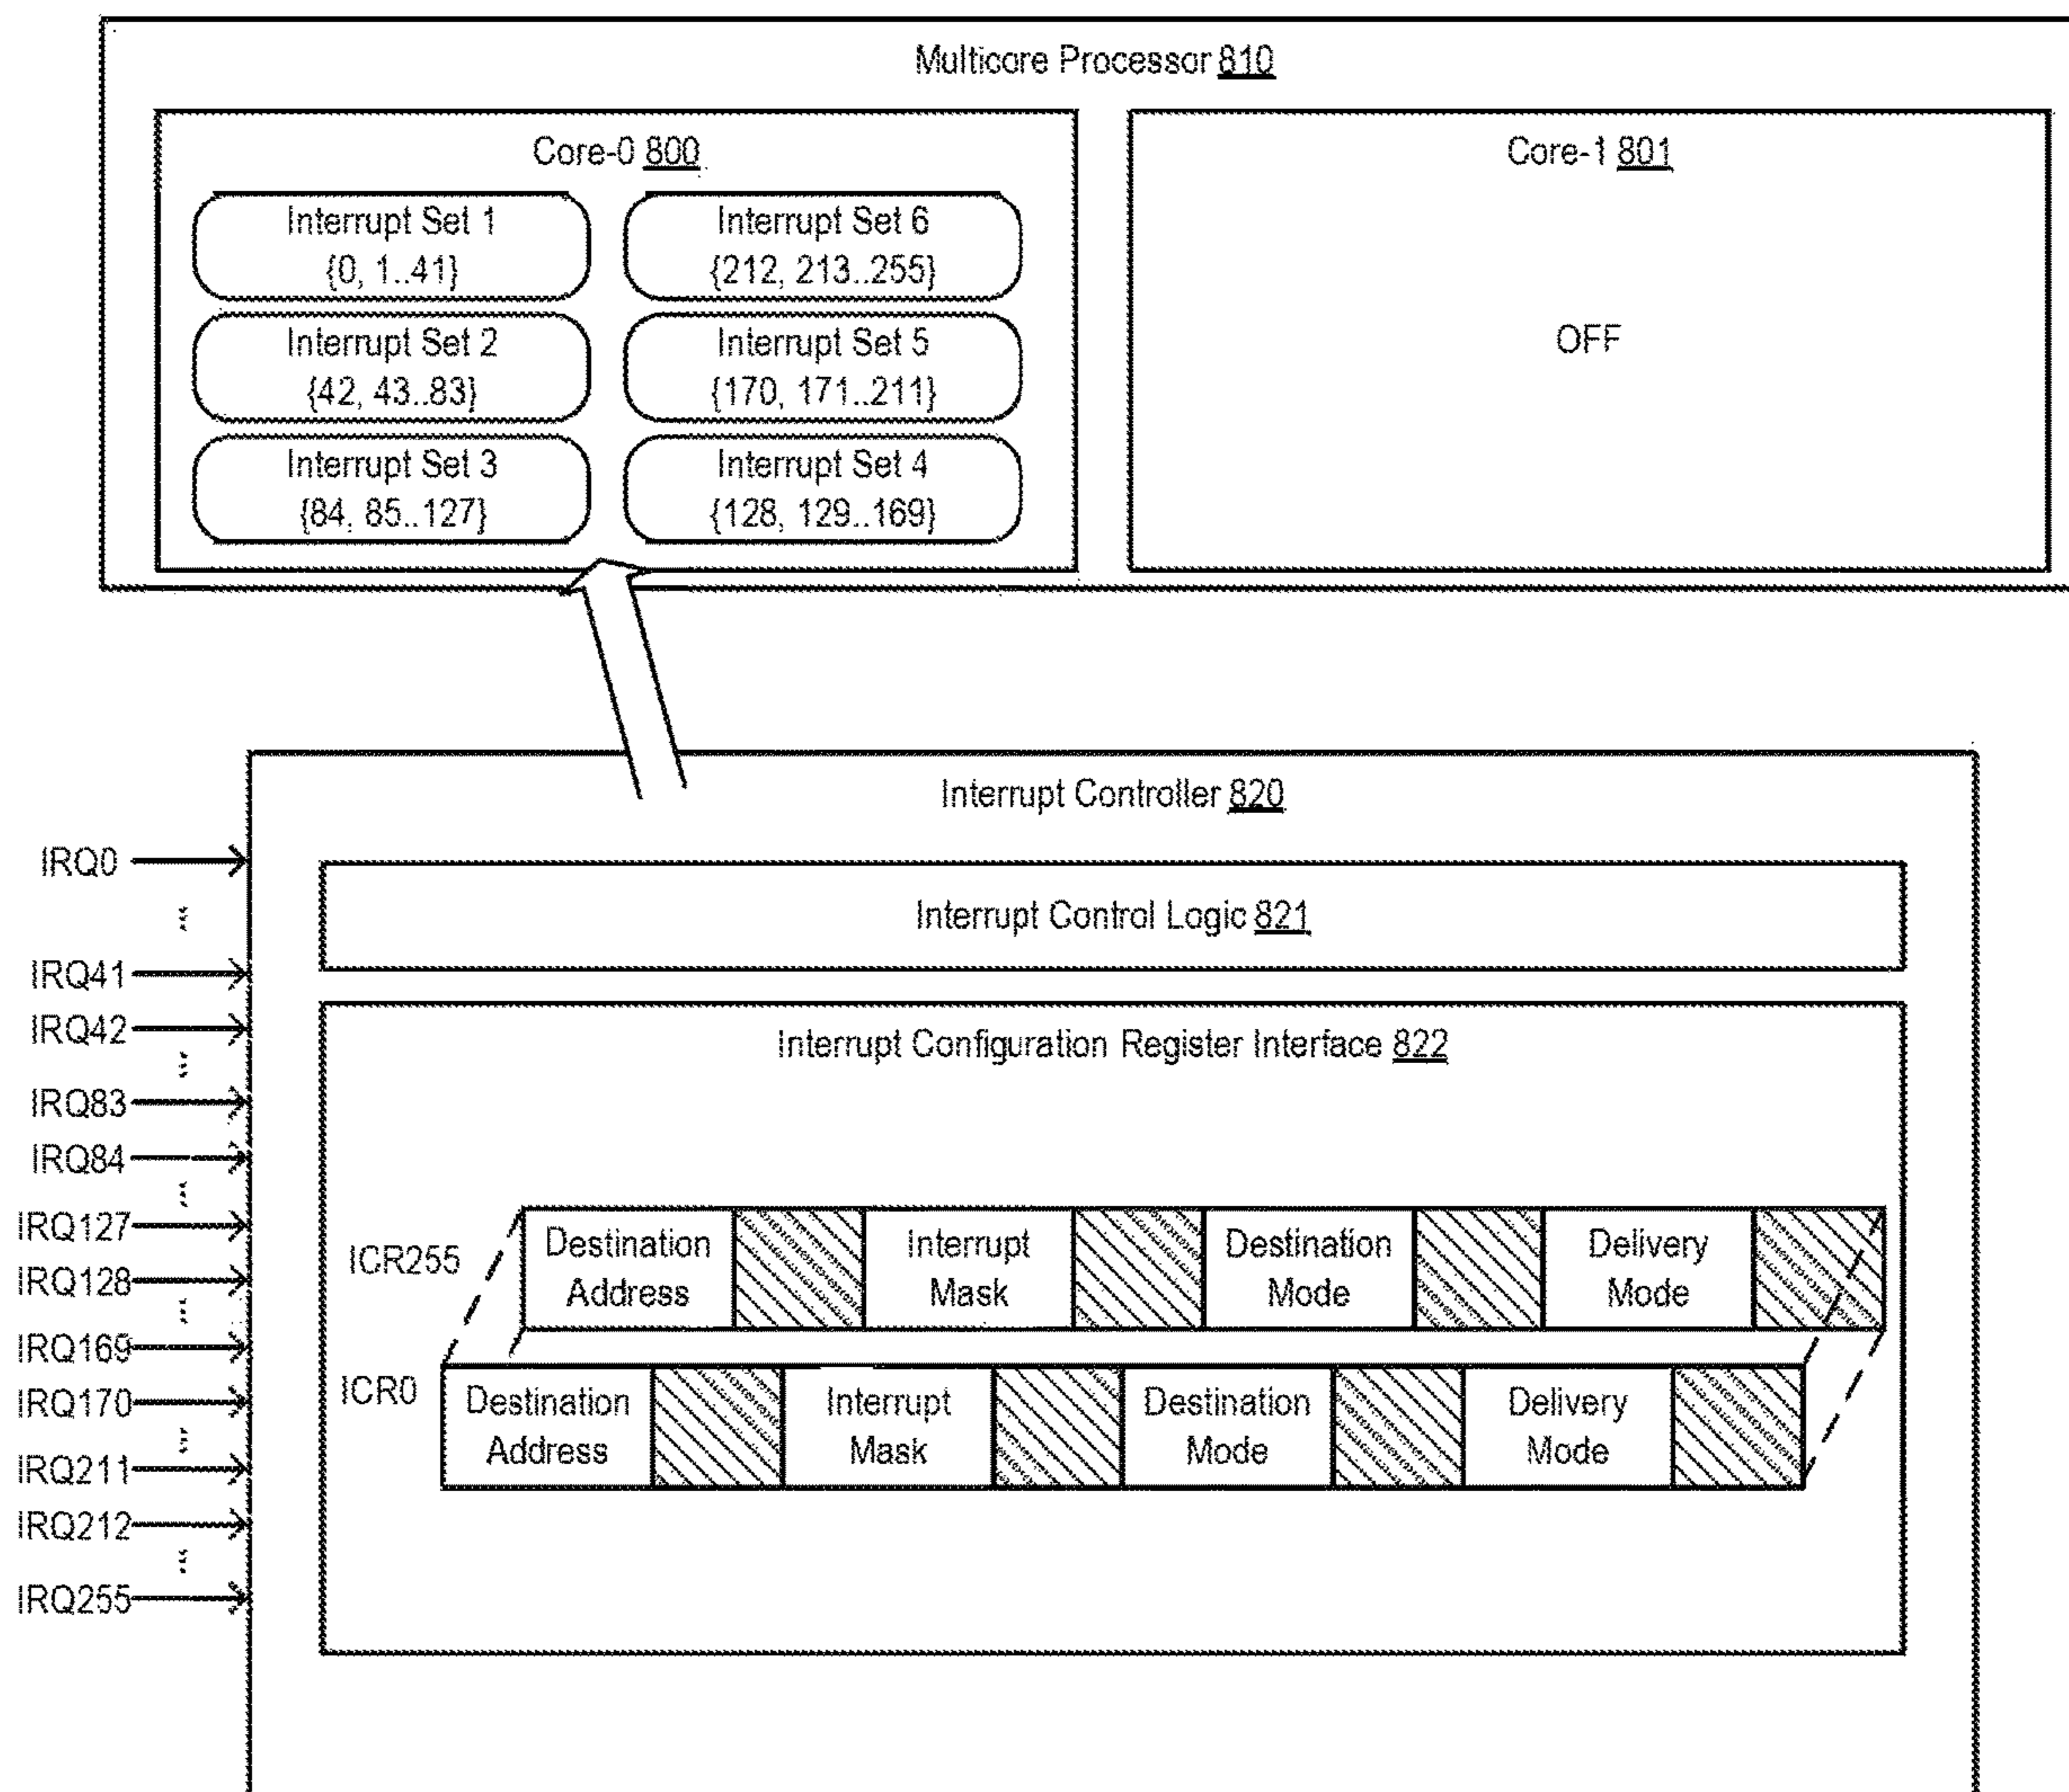 Multicore Processor 810
Core-0 800
Interrupt Set 1
{0, 1..41}
Interrupt Set 6
{212, 213..255}
Interrupt Set 2
{42, 43..83}
Interrupt Set 5
{170, 171..211}
Interrupt Set 3
{84, 85..127}
Interrupt Set 4
{128, 129..169}
Core-1 801
OFF
Interrupt Controller 820
Interrupt Control Logic 821
Interrupt Configuration Register Interface 822
IRQ0
...
IRQ41
IRQ42
...
IRQ83
IRQ84
...
IRQ127
IRQ128
...
IRQ169
IRQ170
...
IRQ211
IRQ212
...
IRQ255
ICR255
Destination
Address
Interrupt
Mask
Destination
Mode
Delivery
Mode
ICR0
Destination
Address
Interrupt
Mask
Destination
Mode
Delivery
Mode